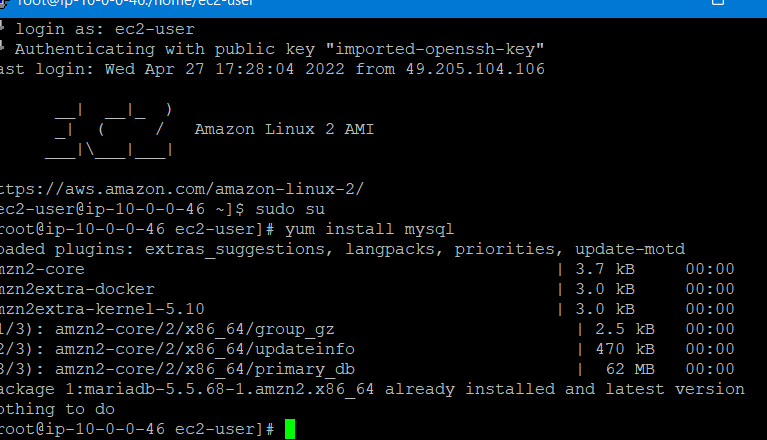 root@ip-10-0-0-46:/home/ec2-user
login as: ec2-user
Authenticating with public key "imported-openssh-key"
ast login: Wed Apr 27 17:28:04 2022 from 49.205.104.106
__|  __|_  )
_|  (     /   Amazon Linux 2 AMI
___|\___|___|
ttps://aws.amazon.com/amazon-linux-2/
ec2-user@ip-10-0-0-46 ~]$ sudo su
root@ip-10-0-0-46 ec2-user]# yum install mysql
oaded plugins: extras_suggestions, langpacks, priorities, update-motd
mzn2-core | 3.7 kB 00:00
mzn2extra-docker | 3.0 kB 00:00
mzn2extra-kernel-5.10 | 3.0 kB 00:00
1/3): amzn2-core/2/x86_64/group_gz | 2.5 kB 00:00
2/3): amzn2-core/2/x86_64/updateinfo | 470 kB 00:00
3/3): amzn2-core/2/x86_64/primary_db | 62 MB 00:00
ackage 1:mariadb-5.5.68-1.amzn2.x86_64 already installed and latest version
othing to do
root@ip-10-0-0-46 ec2-user]#